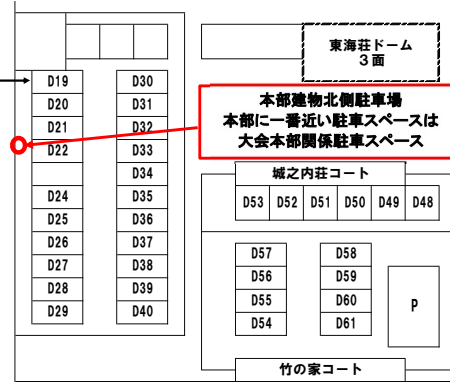 東海荘ドーム
3面
D19 D30
D20 D31
D21 D32
D22 D33
D34
D24 D35
D25 D36
D26 D37
D27 D38
D28 D39
D29 D40
本部建物北側駐車場
本部に一番近い駐車スペースは
大会本部関係駐車スペース
城之内荘コート
D53 D52 D51 D50 D49 D48
D57 D58
D56 D59
D55 D60
D54 D61
P
竹の家コート